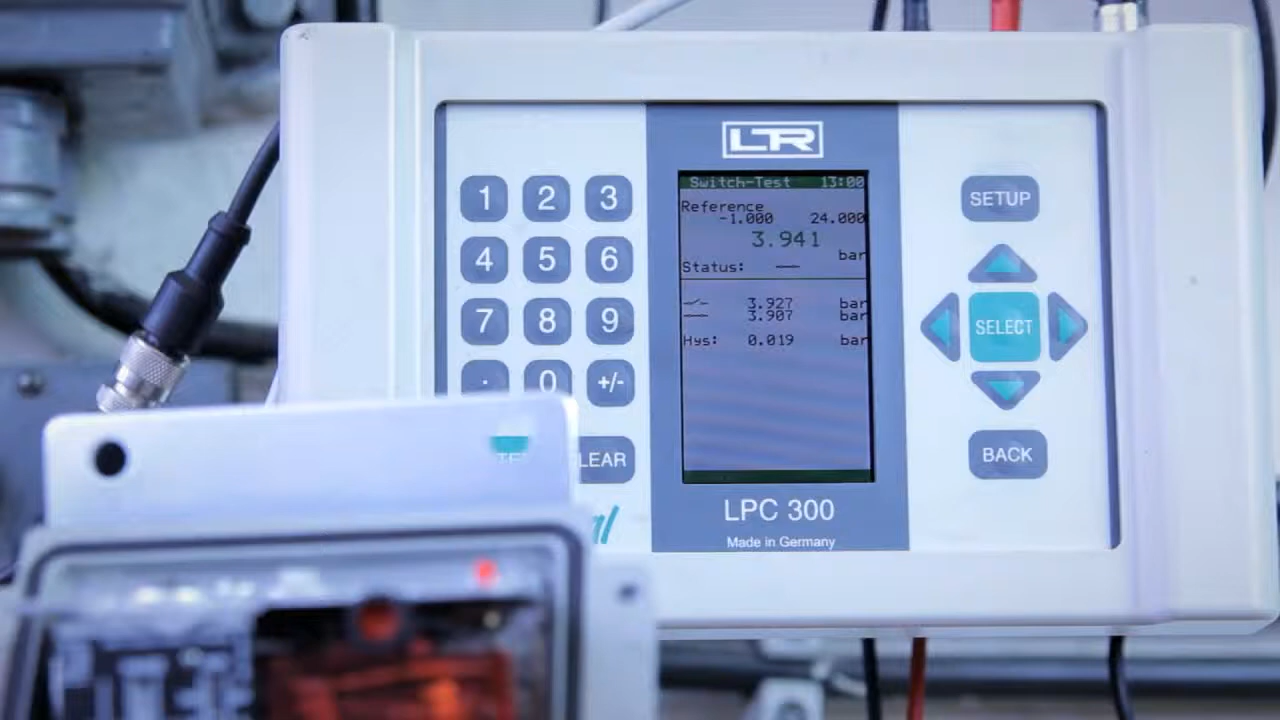 LTR
1 2 3
4 5 6
7 8 9
. 0 +/-
LEAR
Switch-Test 13:00
Reference
-1.000 24.000
3.941
bar
Status:
3.927 bar
3.907 bar
Hys: 0.019 bar
LPC 300
Made in Germany
SETUP
SELECT
BACK